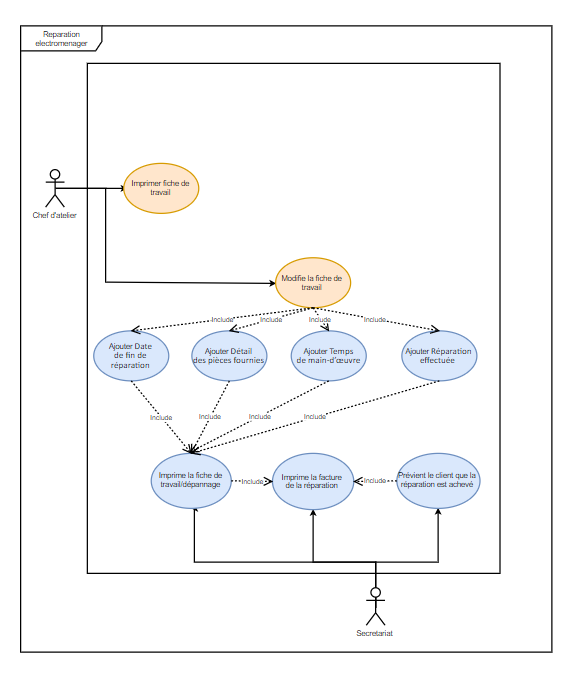 Reparation
electromenager
Imprimer fiche de
travail
Chef d'atelier
Modifie la fiche de
travail
Include
Include
Include
Include
Ajouter Date
de fin de
réparation
Ajouter Détail
des pièces fournies
Ajouter Temps
de main-d'œuvre
Ajouter Réparation
effectuée
Include
Include
Include
Include
Imprime la fiche de
travail/dépannage
Include
Imprime la facture
de la réparation
Include
Prévient le client que la
réparation est achevé
Secretariat